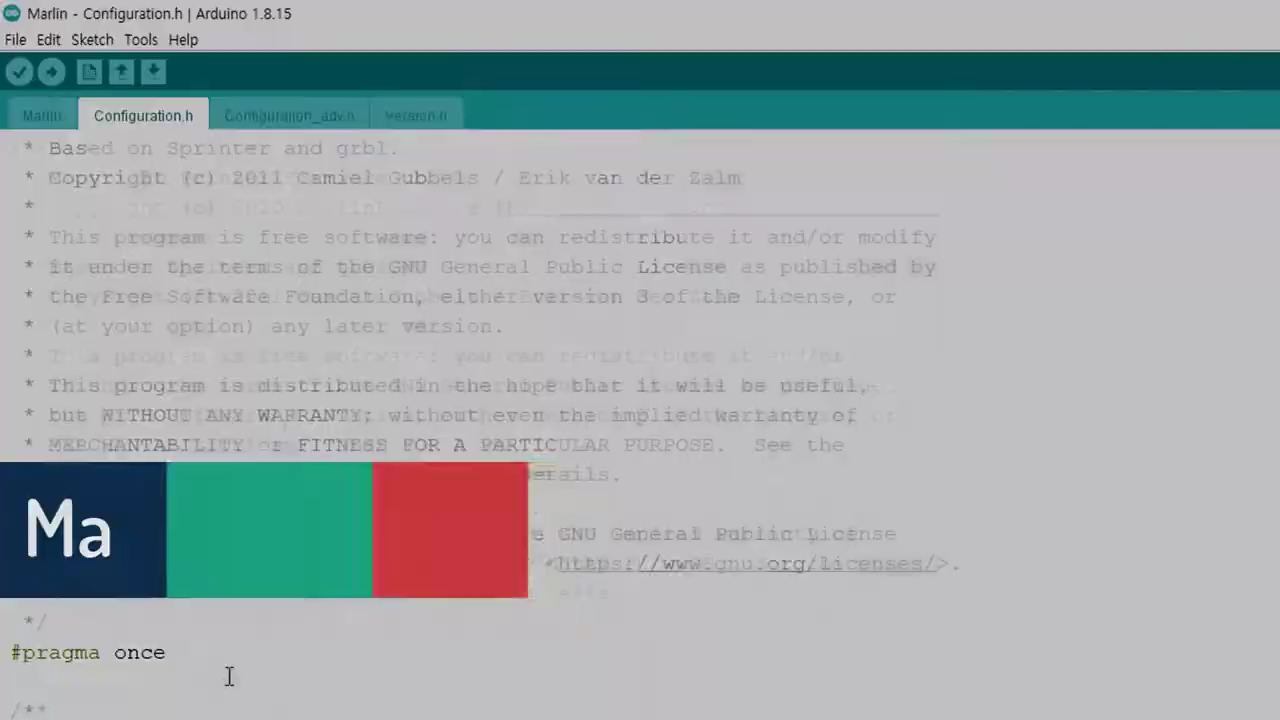 Marlin - Configuration.h | Arduino 1.8.15
File Edit Sketch Tools Help
Marlin Configuration.h Configuration_adv.h Version.h
* Based on Sprinter and grbl.
* Copyright (c) 2011 Camiel Gubbels / Erik van der Zalm
*
* This program is free software: you can redistribute it and/or modify
* it under the terms of the GNU General Public License as published by
* the Free Software Foundation, either version 3 of the License, or
* (at your option) any later version.
*
* This program is distributed in the hope that it will be useful,
* but WITHOUT ANY WARRANTY; without even the implied warranty of
* MERCHANTABILITY or FITNESS FOR A PARTICULAR PURPOSE. See the
details.
Ma
GNU General Public License
<https://www.gnu.org/licenses/>.
*/
#pragma once
/**